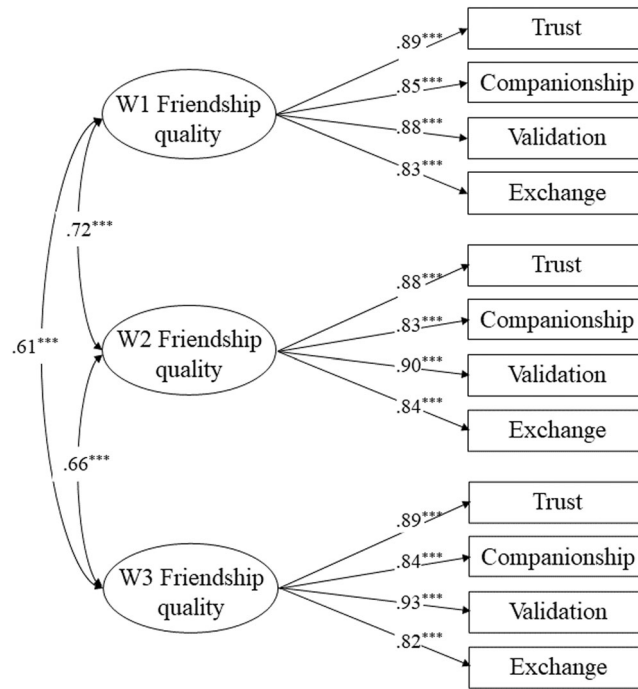 W1 Friendship
quality
.89***
.85***
.88***
.83***
Trust
Companionship
Validation
Exchange
.72***
W2 Friendship
quality
.88***
.83***
.90***
.84***
Trust
Companionship
Validation
Exchange
.61***
.66***
W3 Friendship
quality
.89***
.84***
.93***
.82***
Trust
Companionship
Validation
Exchange